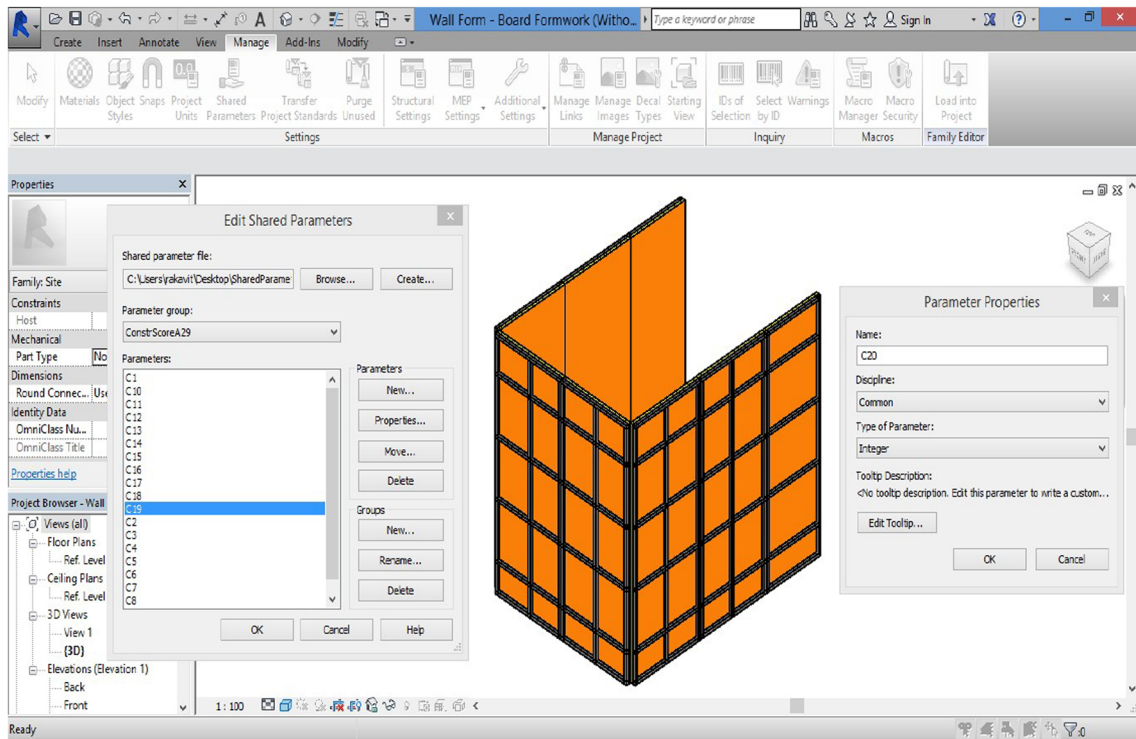 Wall Form - Board Formwork (Witho...
Type a keyword or phrase
Sign In
Create Insert Annotate View Manage Add-Ins Modify
Modify
Materials
Object Styles
Snaps
Project Units
Shared Parameters
Transfer Project Standards
Purge Unused
Structural Settings
MEP Settings
Additional Settings
Manage Links
Manage Images
Decal Types
Starting View
IDs of Selection
Select by ID
Warnings
Macro Manager
Macro Security
Load into Project
Select
Settings
Manage Project
Inquiry
Macros
Family Editor
Properties
Family: Site
Constraints
Host
Mechanical
Part Type No
Dimensions
Round Connec... Use
Identity Data
OmniClass Nu...
OmniClass Title
Properties help
Project Browser - Wall
Views (all)
Floor Plans
Ref. Level
Ceiling Plans
Ref. Level
3D Views
View 1
{3D}
Elevations (Elevation 1)
Back
Front
Edit Shared Parameters
Shared parameter file:
C:\Users\rakavit\Desktop\SharedParame
Browse...
Create...
Parameter group:
ConstrScoreA29
Parameters:
C1
C10
C11
C12
C13
C14
C15
C16
C17
C18
C19
C2
C3
C4
C5
C6
C7
C8
Parameters
New...
Properties...
Move...
Delete
Groups
New...
Rename...
Delete
OK
Cancel
Help
Parameter Properties
Name:
C20
Discipline:
Common
Type of Parameter:
Integer
Tooltip Description:
<No tooltip description. Edit this parameter to write a custom...
Edit Tooltip...
OK
Cancel
1 : 100
Ready
:0